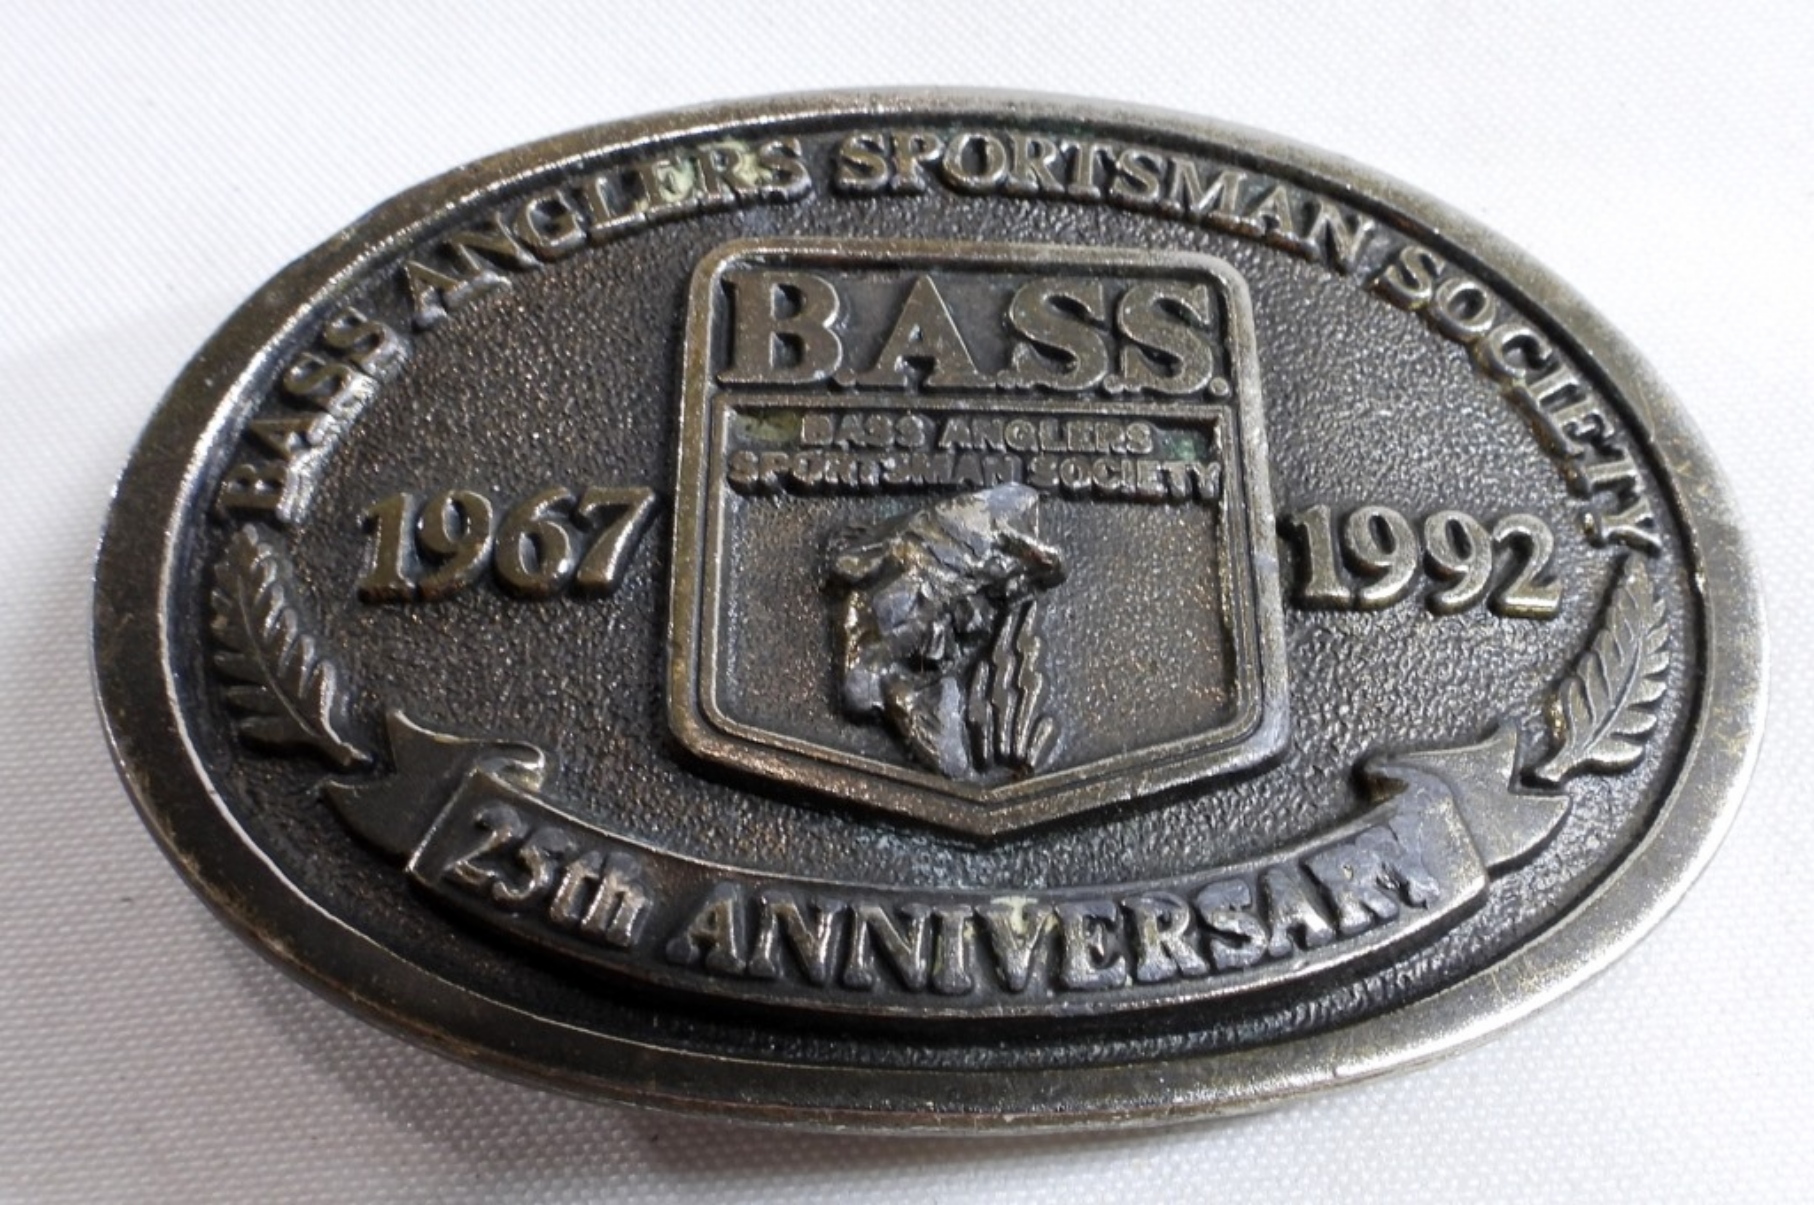 BASS ANGLERS SPORTSMAN SOCIETY
B.A.S.S.
BASS ANGLERS
SPORTSMAN SOCIETY
1967
1992
25th ANNIVERSARY